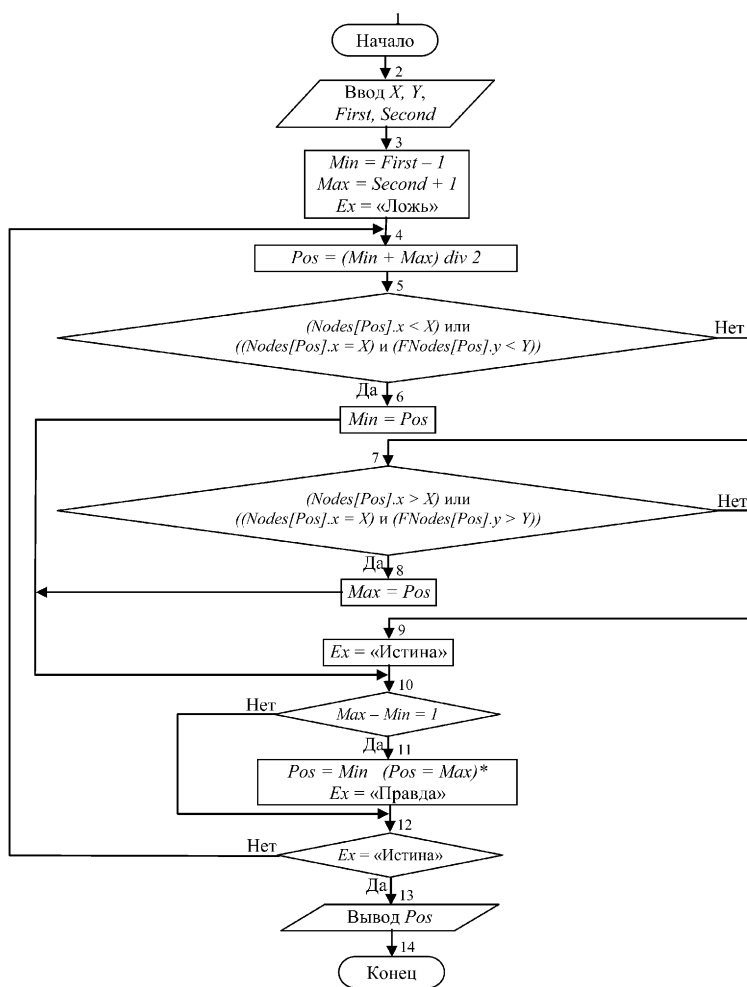 1
Начало
2
Ввод X, Y,
First, Second
3
Min = First – 1
Max = Second + 1
Ex = «Ложь»
4
Pos = (Min + Max) div 2
5
(Nodes[Pos].x < X) или
((Nodes[Pos].x = X) и (FNodes[Pos].y < Y))
Нет
Да
6
Min = Pos
7
(Nodes[Pos].x > X) или
((Nodes[Pos].x = X) и (FNodes[Pos].y > Y))
Нет
Да
8
Max = Pos
9
Ex = «Истина»
10
Нет
Max – Min = 1
Да
11
Pos = Min (Pos = Max)*
Ex = «Правда»
12
Нет
Ex = «Истина»
Да
13
Вывод Pos
14
Конец